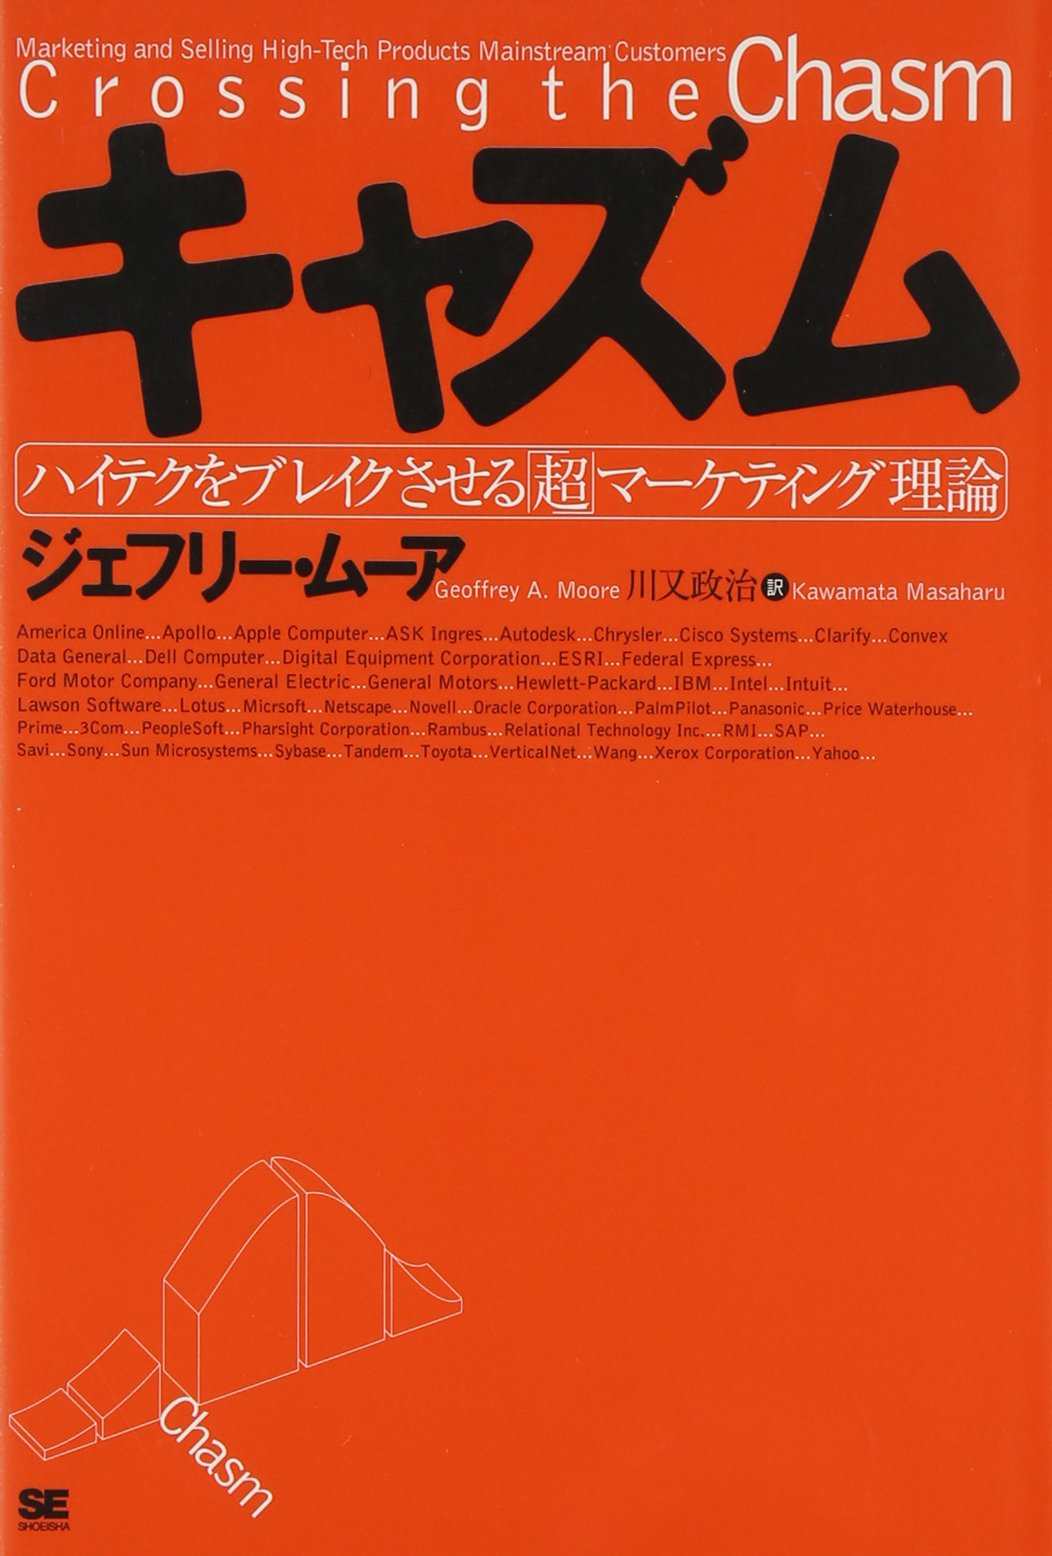 Marketing and Selling High-Tech Products Mainstream Customers
Crossing the Chasm
キャズム
ハイテクをブレイクさせる「超」マーケティング理論
ジェフリー・ムーア Geoffrey A. Moore 川又政治 訳 Kawamata Masaharu
America Online...Apollo...Apple Computer...ASK Ingres...Autodesk...Chrysler...Cisco Systems...Clarify...Convex
Data General...Dell Computer...Digital Equipment Corporation...ESRI...Federal Express...
Ford Motor Company...General Electric...General Motors...Hewlett-Packard...IBM...Intel...Intuit...
Lawson Software...Lotus...Micrsoft...Netscape...Novell...Oracle Corporation...PalmPilot...Panasonic...Price Waterhouse...
Prime...3Com...PeopleSoft...Pharsight Corporation...Rambus...Relational Technology Inc....RMI...SAP...
Savi...Sony...Sun Microsystems...Sybase...Tandem...Toyota...VerticalNet...Wang...Xerox Corporation...Yahoo...
Chasm
SE
SHOEISHA